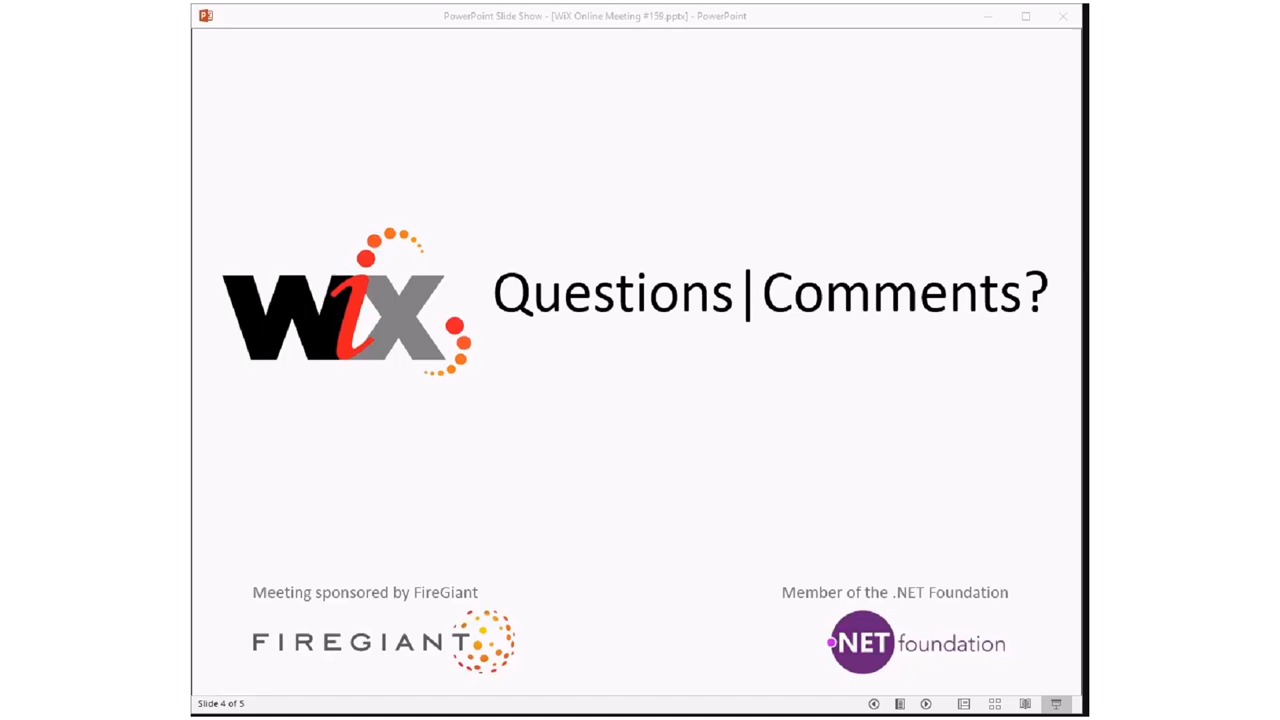 PowerPoint Slide Show - [WiX Online Meeting #159.pptx] - PowerPoint
WiX
Questions|Comments?
Meeting sponsored by FireGiant
Member of the .NET Foundation
FIREGIANT
.NET foundation
Slide 4 of 5